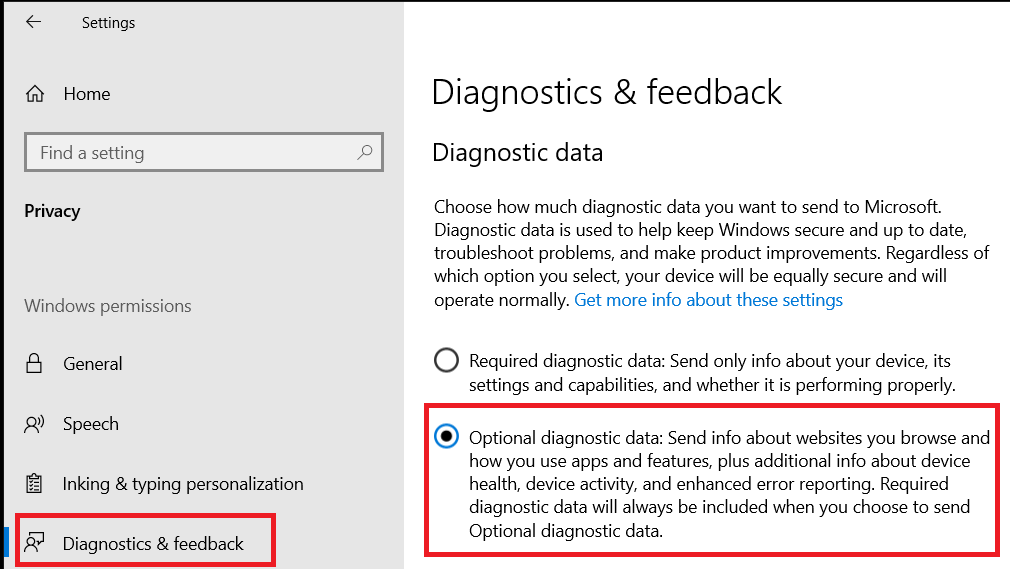 Settings
Home
Find a setting
Privacy
Windows permissions
General
Speech
Inking & typing personalization
Diagnostics & feedback
Diagnostics & feedback
Diagnostic data
Choose how much diagnostic data you want to send to Microsoft.
Diagnostic data is used to help keep Windows secure and up to date,
troubleshoot problems, and make product improvements. Regardless of
which option you select, your device will be equally secure and will
operate normally. Get more info about these settings
Required diagnostic data: Send only info about your device, its
settings and capabilities, and whether it is performing properly.
Optional diagnostic data: Send info about websites you browse and
how you use apps and features, plus additional info about device
health, device activity, and enhanced error reporting. Required
diagnostic data will always be included when you choose to send
Optional diagnostic data.